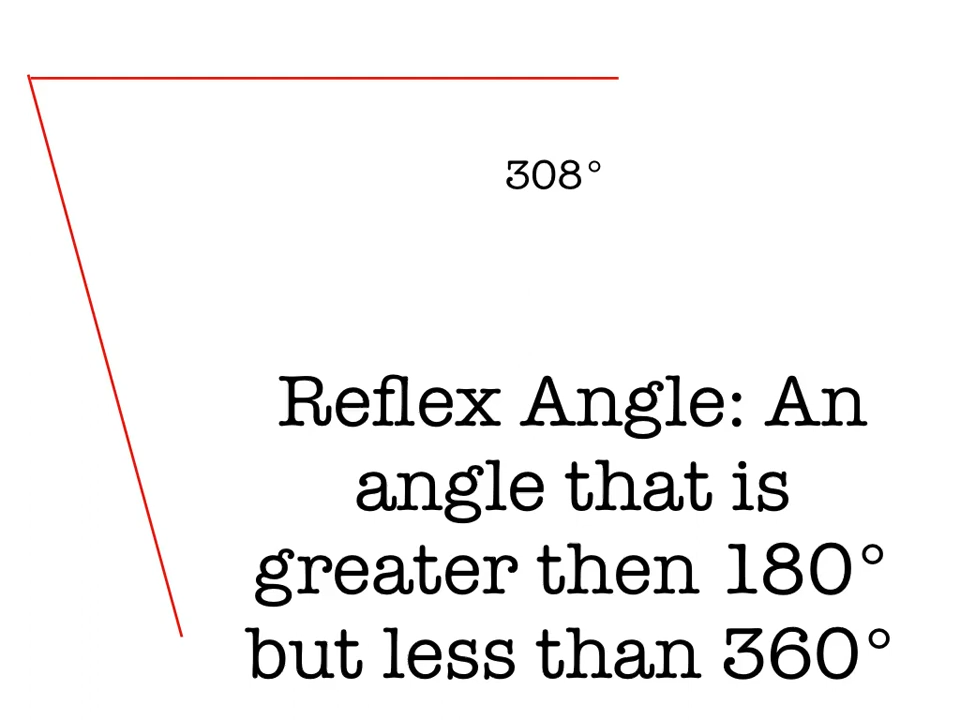 308°
Reflex Angle: An
angle that is
greater then 180°
but less than 360°